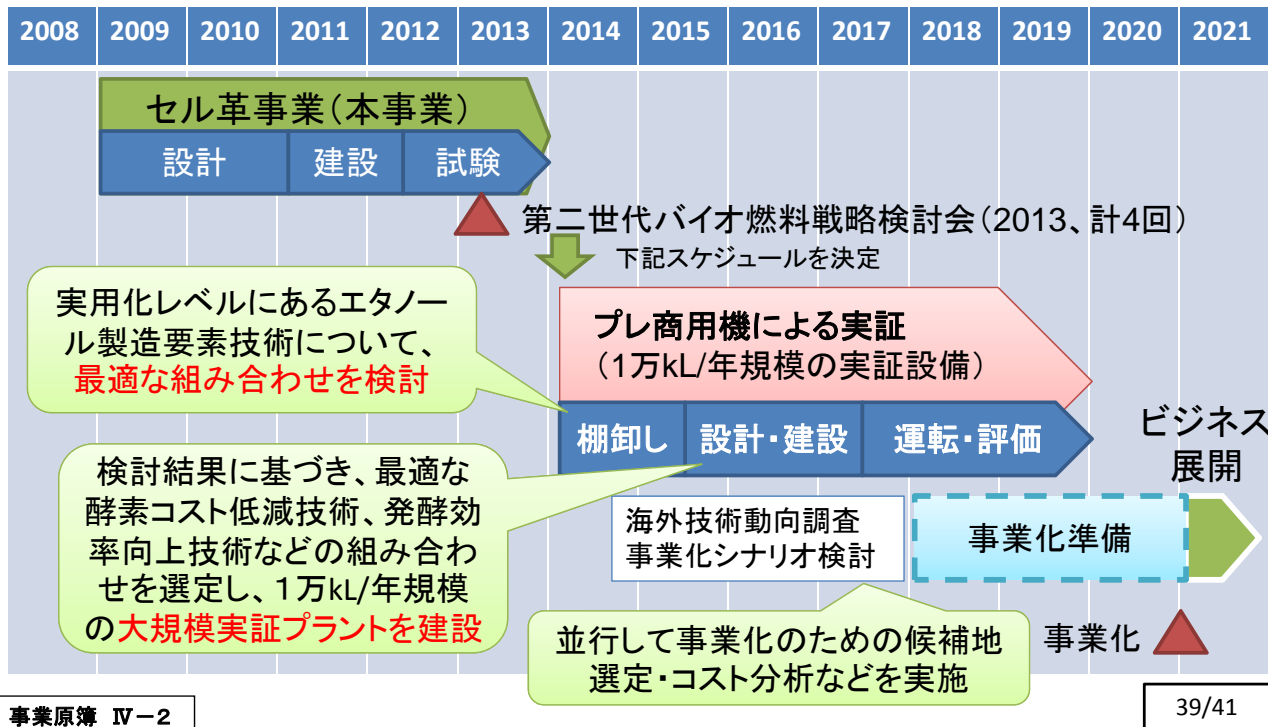 2008 2009 2010 2011 2012 2013 2014 2015 2016 2017 2018 2019 2020 2021
セル革事業(本事業)
設計 建設 試験
第二世代バイオ燃料戦略検討会(2013、計4回)
下記スケジュールを決定
実用化レベルにあるエタノー
ル製造要素技術について、
最適な組み合わせを検討
プレ商用機による実証
(1万kL/年規模の実証設備)
棚卸し 設計・建設 運転・評価
ビジネス
展開
検討結果に基づき、最適な
酵素コスト低減技術、発酵効
率向上技術などの組み合わ
せを選定し、1万kL/年規模
の大規模実証プラントを建設
海外技術動向調査
事業化シナリオ検討
事業化準備
並行して事業化のための候補地
選定・コスト分析などを実施
事業化
事業原簿 Ⅳ-2
39/41